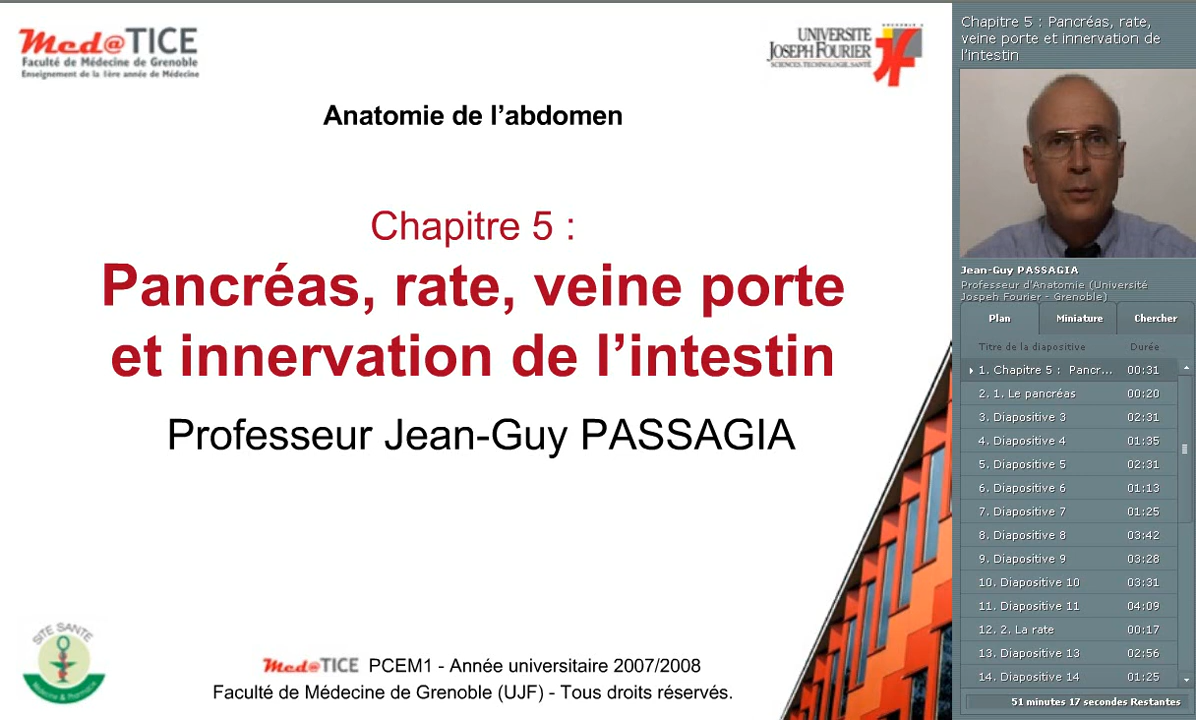 Med@TICE
Faculté de Médecine de Grenoble
Enseignement de la 1ère année de Médecine
UNIVERSITE
JOSEPH FOURIER
SCIENCES. TECHNOLOGIE. SANTÉ
Anatomie de l’abdomen
Chapitre 5 :
Pancréas, rate, veine porte
et innervation de l’intestin
Professeur Jean-Guy PASSAGIA
SITE SANTE
Médecine & Pharmacie
Med@TICE PCEM1 - Année universitaire 2007/2008
Faculté de Médecine de Grenoble (UJF) - Tous droits réservés.
Chapitre 5 : Pancréas, rate,
veine porte et innervation de
l’intestin
Jean-Guy PASSAGIA
Professeur d'Anatomie (Université
Jospeh Fourier - Grenoble)
Plan Miniature Chercher
Titre de la diapositive Durée
1. Chapitre 5 : Pancr... 00:31
2. 1. Le pancréas 00:20
3. Diapositive 3 02:31
4. Diapositive 4 01:35
5. Diapositive 5 02:31
6. Diapositive 6 01:13
7. Diapositive 7 01:25
8. Diapositive 8 03:42
9. Diapositive 9 03:28
10. Diapositive 10 03:31
11. Diapositive 11 04:09
12. 2. La rate 00:17
13. Diapositive 13 02:56
14. Diapositive 14 01:25
51 minutes 17 secondes Restantes